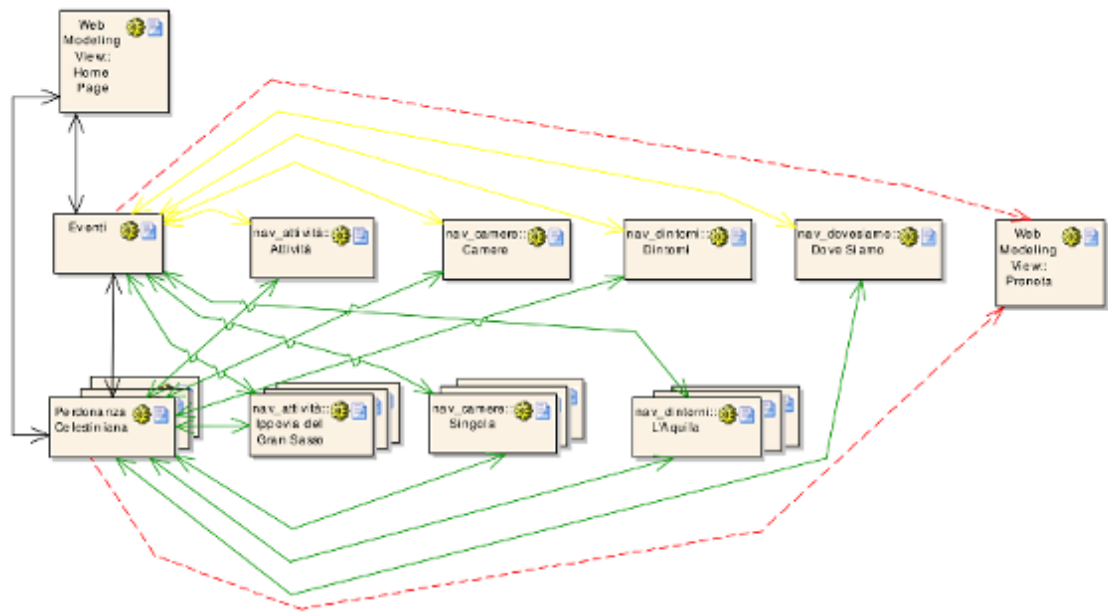 Web
Modeling
View::
Home
Page
Eventi
nav_attività::
Attività
nav_camere::
Camere
nav_dintorni::
Dintorni
nav_dovesiamo::
Dove Siamo
Web
Modeling
View::
Prenota
Perdonanza
Celestiniana
nav_attività::
Ippovia del
Gran Sasso
nav_camere::
Singola
nav_dintorni::
L'Aquila